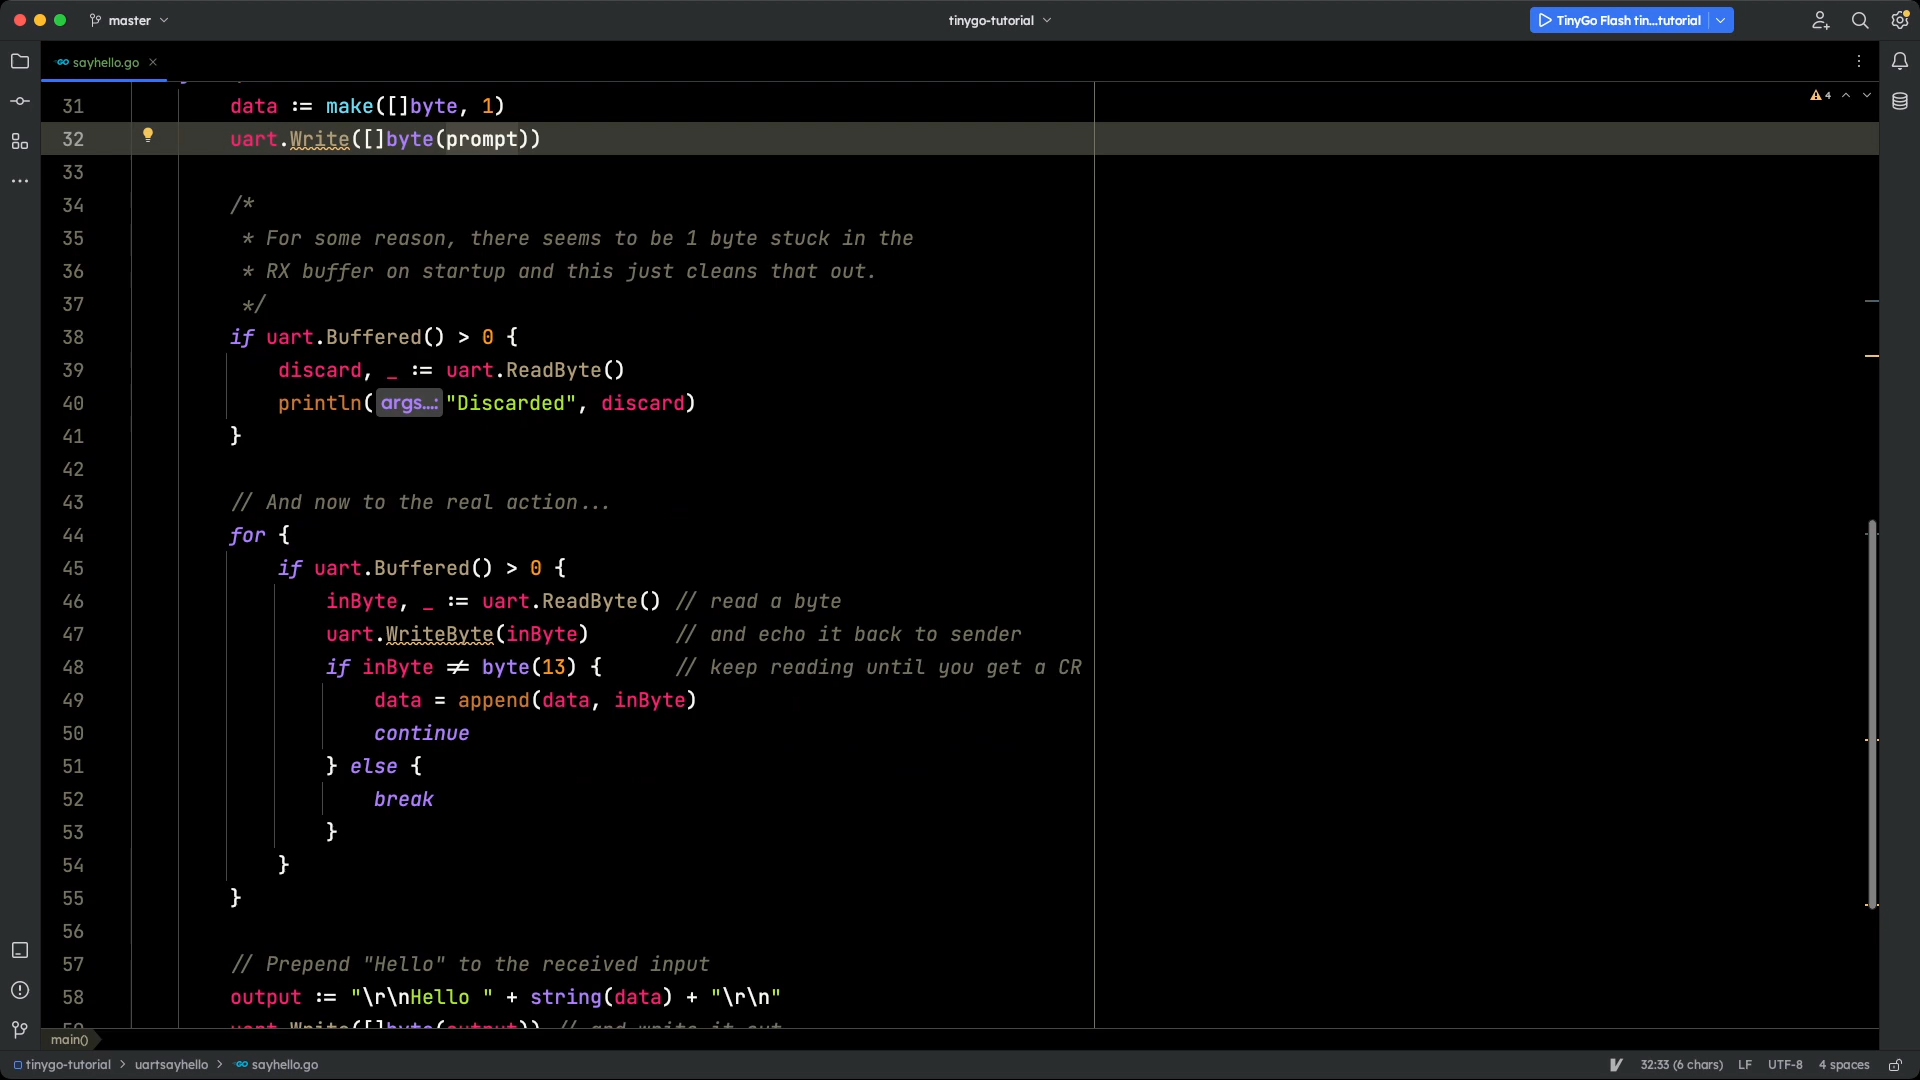 master
tinygo-tutorial
TinyGo Flash tin...tutorial
sayhello.go
4
31 data := make([]byte, 1)
32 uart.Write([]byte(prompt))
33
34 /*
35 * For some reason, there seems to be 1 byte stuck in the
36 * RX buffer on startup and this just cleans that out.
37 */
38 if uart.Buffered() > 0 {
39 discard, _ := uart.ReadByte()
40 println(args...: "Discarded", discard)
41 }
42
43 // And now to the real action...
44 for {
45 if uart.Buffered() > 0 {
46 inByte, _ := uart.ReadByte() // read a byte
47 uart.WriteByte(inByte) // and echo it back to sender
48 if inByte != byte(13) { // keep reading until you get a CR
49 data = append(data, inByte)
50 continue
51 } else {
52 break
53 }
54 }
55 }
56
57 // Prepend "Hello" to the received input
58 output := "\r\nHello " + string(data) + "\r\n"
59 uart.Write([]byte(output)) // and write it out
main()
tinygo-tutorial > uartsayhello > sayhello.go
32:33 (6 chars) LF UTF-8 4 spaces